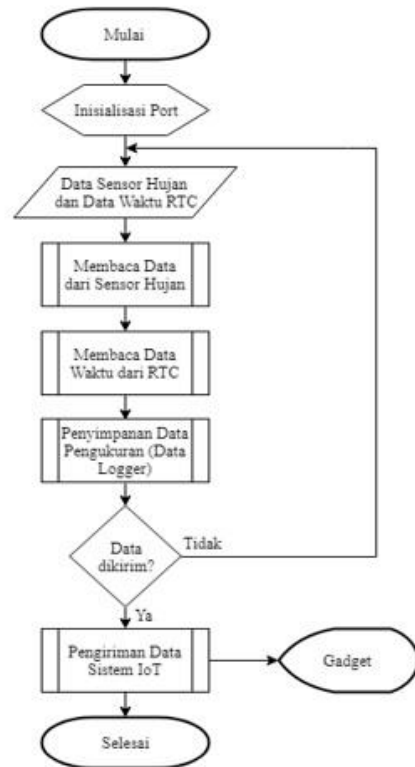 Mulai
Inisialisasi Port
Data Sensor Hujan
dan Data Waktu RTC
Membaca Data
dari Sensor Hujan
Membaca Data
Waktu dari RTC
Penyimpanan Data
Pengukuran (Data
Logger)
Data
dikirim?
Tidak
Ya
Pengiriman Data
Sistem IoT
Gadget
Selesai